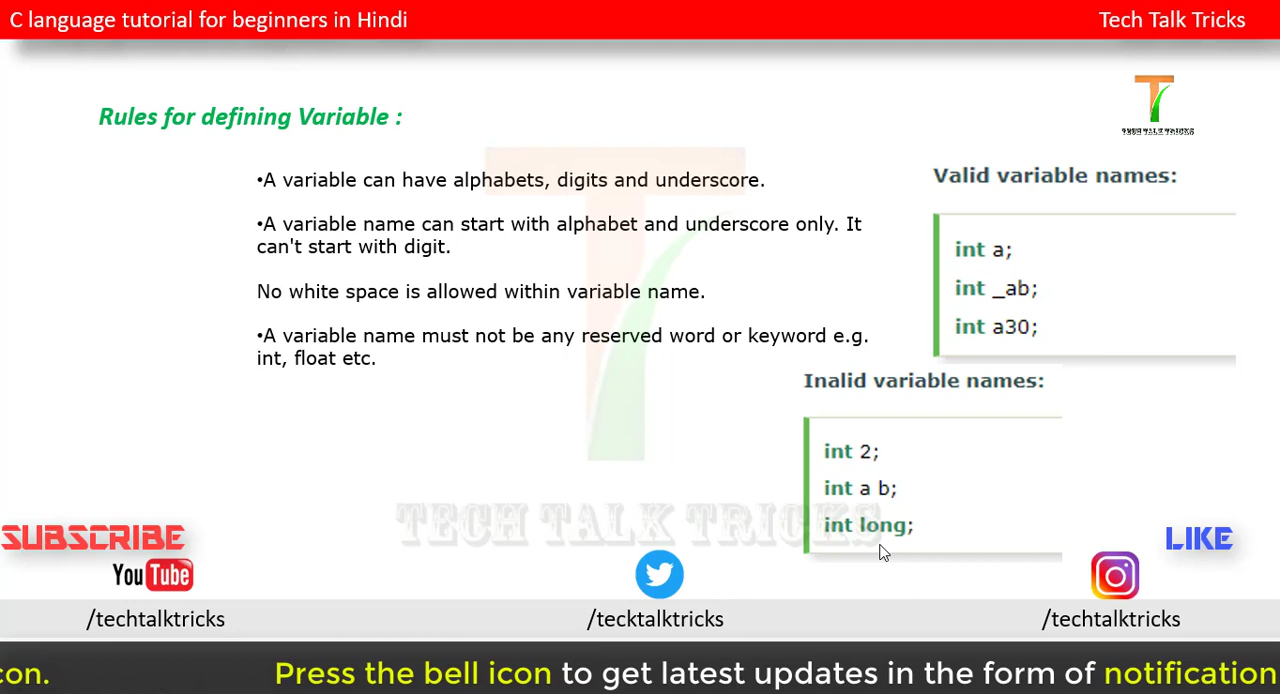 C language tutorial for beginners in Hindi
Tech Talk Tricks
TECH TALK TRICKS
Rules for defining Variable :
•A variable can have alphabets, digits and underscore.
•A variable name can start with alphabet and underscore only. It
can't start with digit.
No white space is allowed within variable name.
•A variable name must not be any reserved word or keyword e.g.
int, float etc.
Valid variable names:
int a;
int _ab;
int a30;
Inalid variable names:
int 2;
int a b;
int long;
TECH TALK TRICKS
SUBSCRIBE
YouTube
LIKE
/techtalktricks
/tecktalktricks
/techtalktricks
con.
Press the bell icon to get latest updates in the form of notification